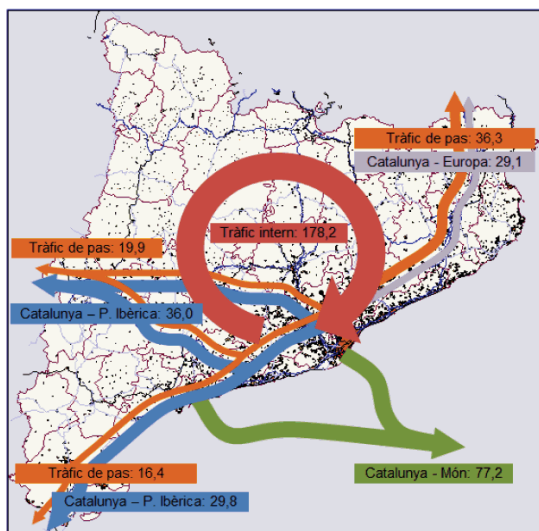 Tràfic de pas: 36,3
Catalunya - Europa: 29,1
Tràfic intern: 178,2
Tràfic de pas: 19,9
Catalunya – P. Ibèrica: 36,0
Tràfic de pas: 16,4
Catalunya - Món: 77,2
Catalunya – P. Ibèrica: 29,8